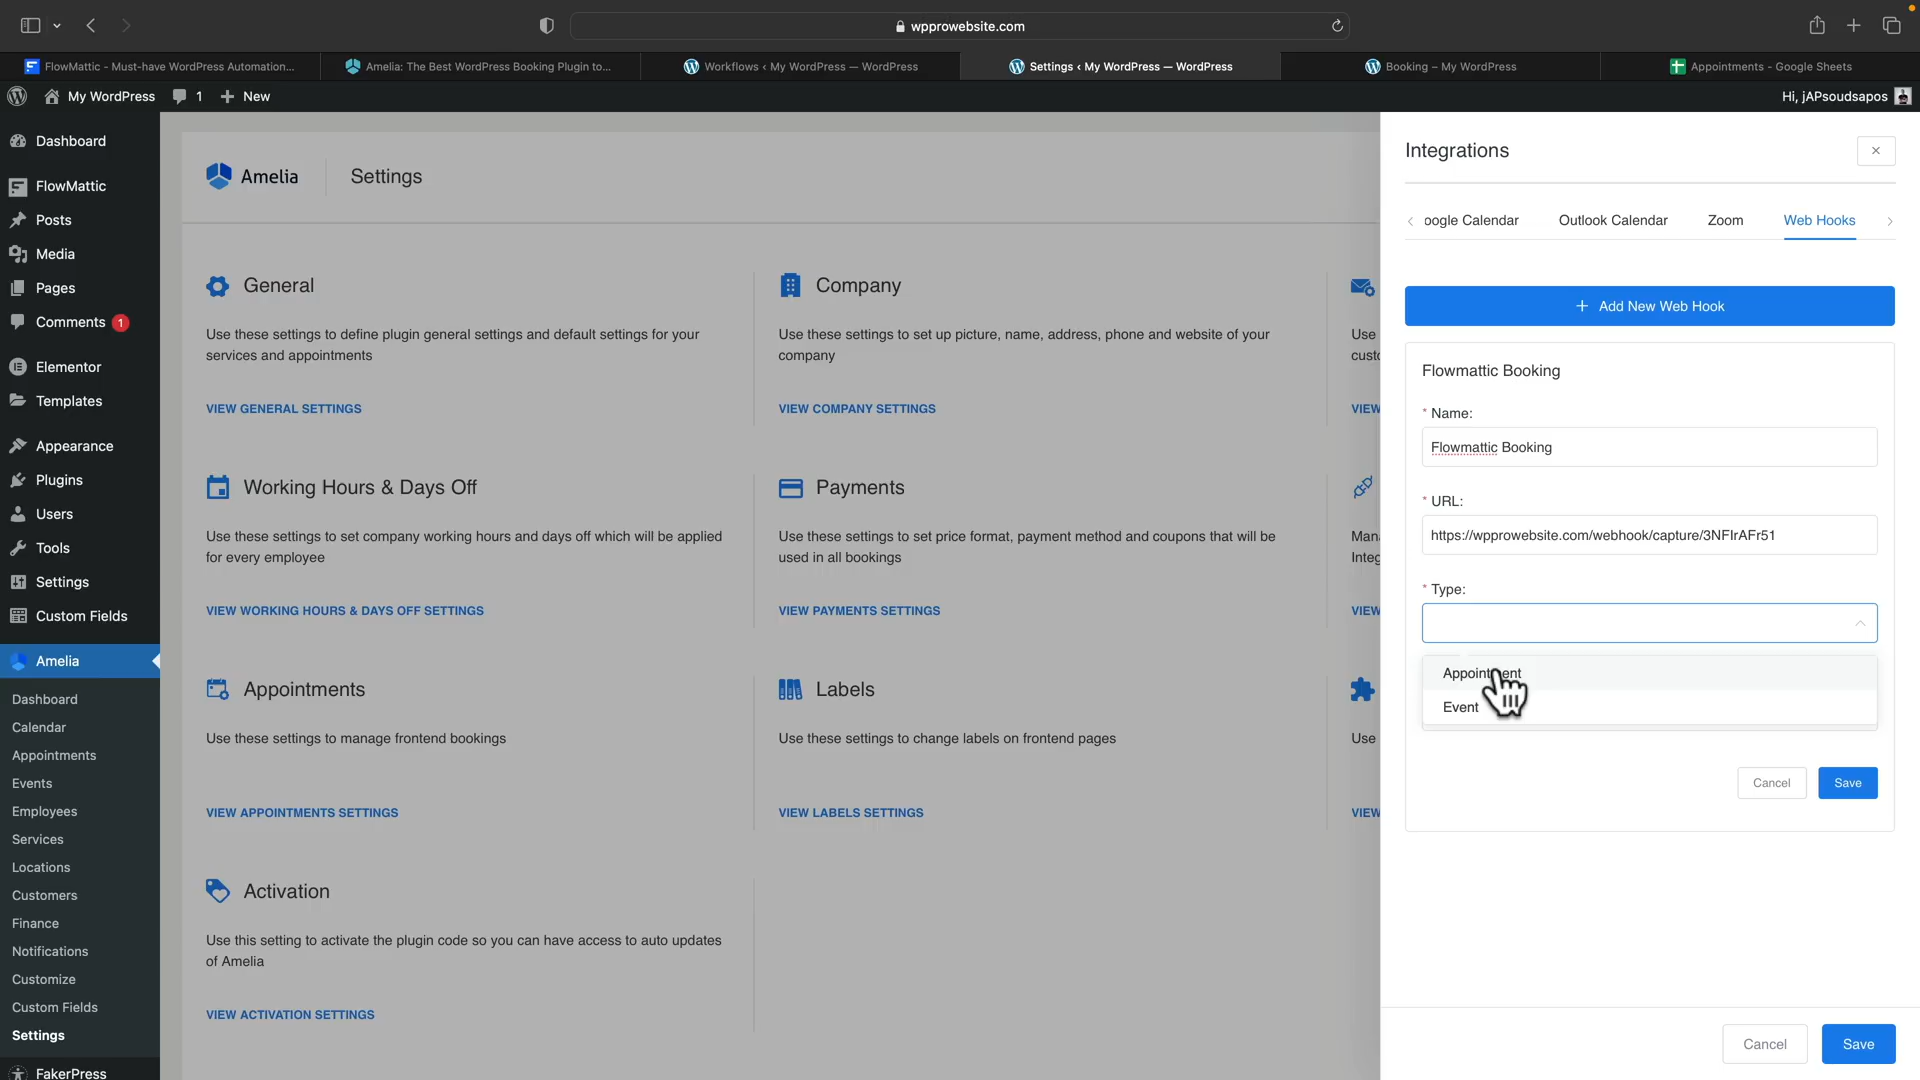 wpprowebsite.com
FlowMattic - Must-have WordPress Automation...
Amelia: The Best WordPress Booking Plugin to...
Workflows ‹ My WordPress — WordPress
Settings ‹ My WordPress — WordPress
Booking – My WordPress
Appointments - Google Sheets
My WordPress
1
New
Hi, jAPsoudsapos
Dashboard
FlowMattic
Posts
Media
Pages
Comments 1
Elementor
Templates
Appearance
Plugins
Users
Tools
Settings
Custom Fields
Amelia
Dashboard
Calendar
Appointments
Events
Employees
Services
Locations
Customers
Finance
Notifications
Customize
Custom Fields
Settings
FakerPress
Amelia
Settings
General
Use these settings to define plugin general settings and default settings for your
services and appointments
VIEW GENERAL SETTINGS
Company
Use these settings to set up picture, name, address, phone and website of your
company
VIEW COMPANY SETTINGS
Use
VIEW
Working Hours & Days Off
Use these settings to set company working hours and days off which will be applied
for every employee
VIEW WORKING HOURS & DAYS OFF SETTINGS
Payments
Use these settings to set price format, payment method and coupons that will be
used in all bookings
VIEW PAYMENTS SETTINGS
VIEW
Appointments
Use these settings to manage frontend bookings
VIEW APPOINTMENTS SETTINGS
Labels
Use these settings to change labels on frontend pages
VIEW LABELS SETTINGS
Use
VIEW
Activation
Use this setting to activate the plugin code so you can have access to auto updates
of Amelia
VIEW ACTIVATION SETTINGS
Integrations
oogle Calendar
Outlook Calendar
Zoom
Web Hooks
Add New Web Hook
Flowmattic Booking
* Name:
Flowmattic Booking
* URL:
https://wpprowebsite.com/webhook/capture/3NFIrAFr51
* Type:
Appointment
Event
Cancel
Save
Cancel
Save